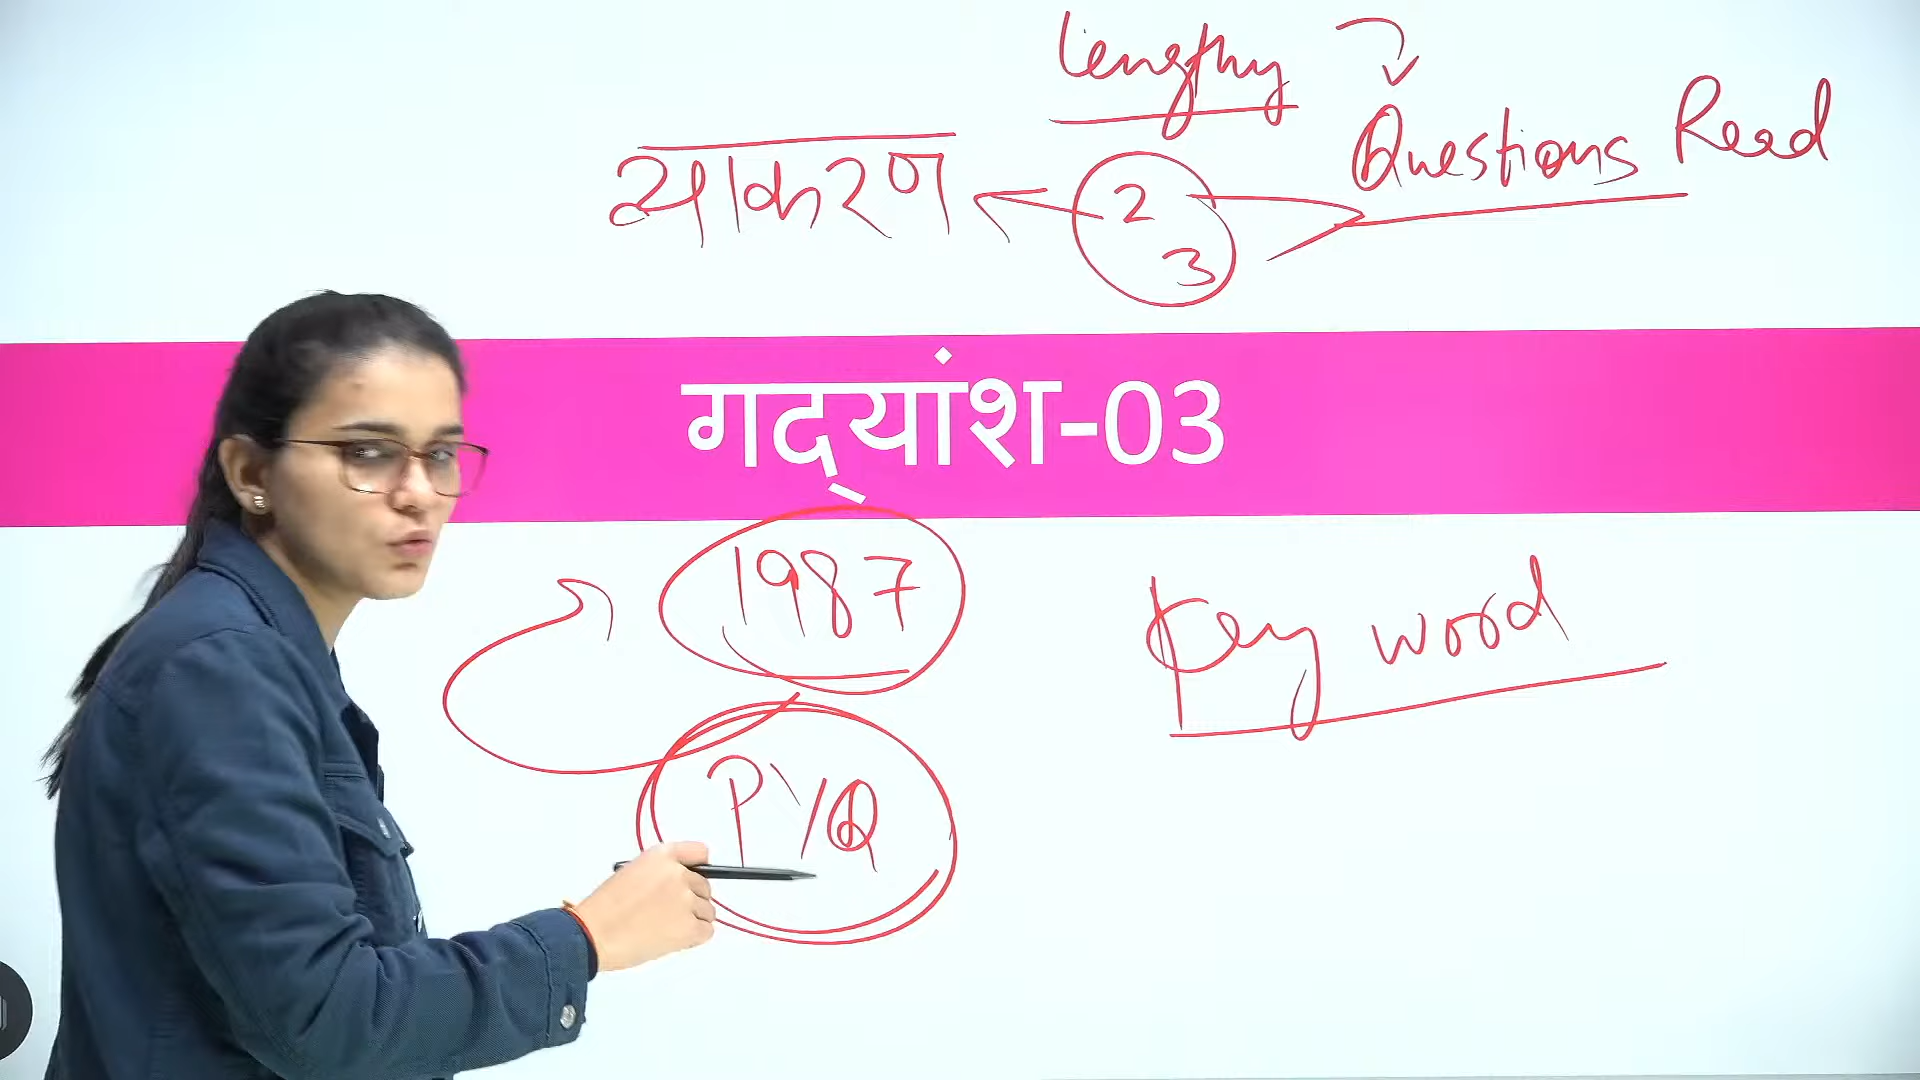 Lengthy
Questions Read
व्याकरण
2
3
गद्यांश-03
1987
Key word
PYQ